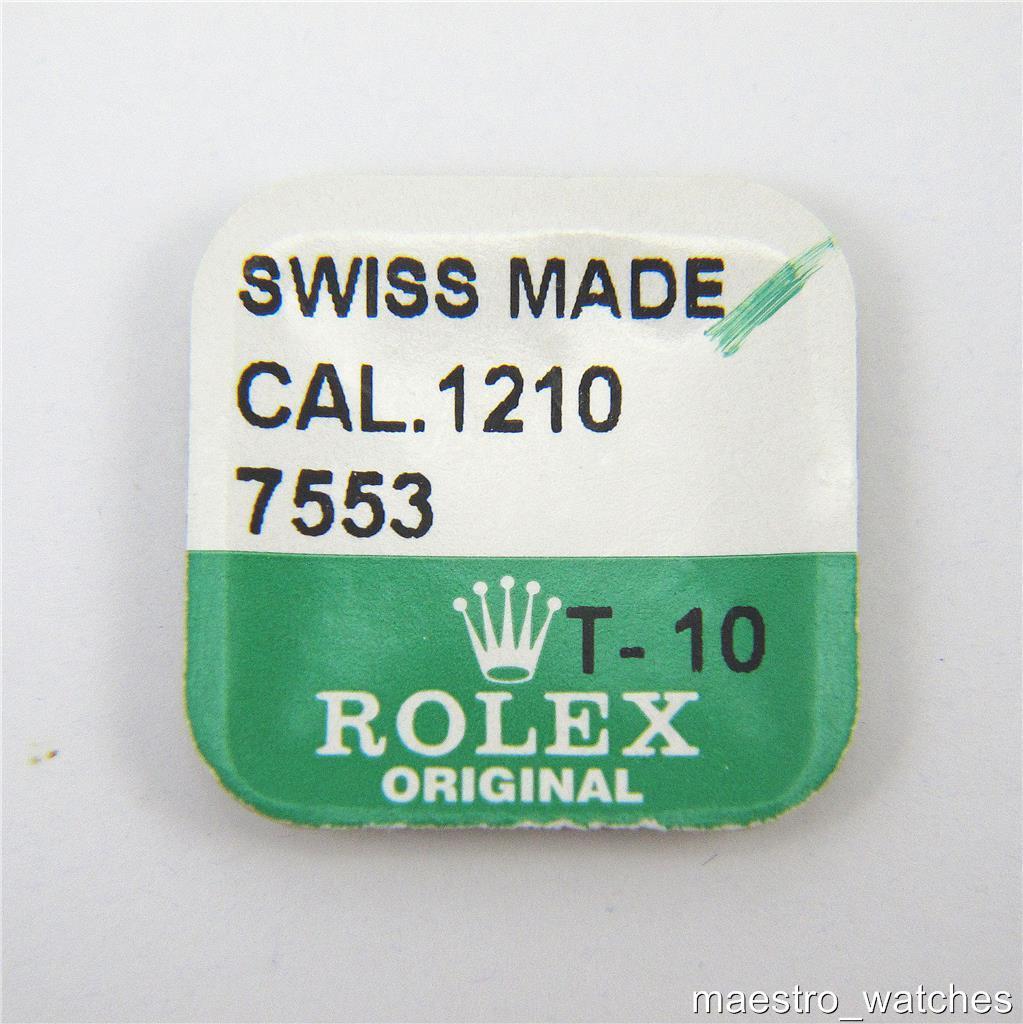 SWISS MADE
CAL.1210
7553
T- 10
ROLEX
ORIGINAL
maestro_watches